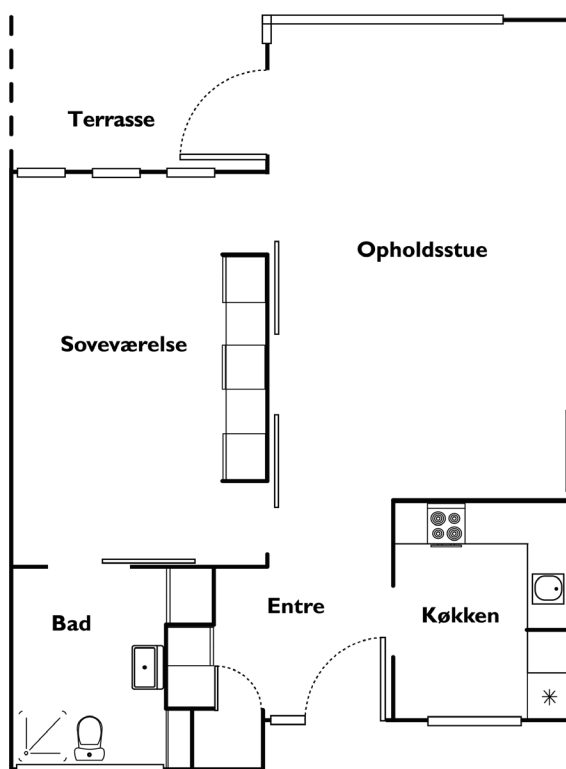 Terrasse
Opholdsstue
Soveværelse
Entre
Køkken
Bad